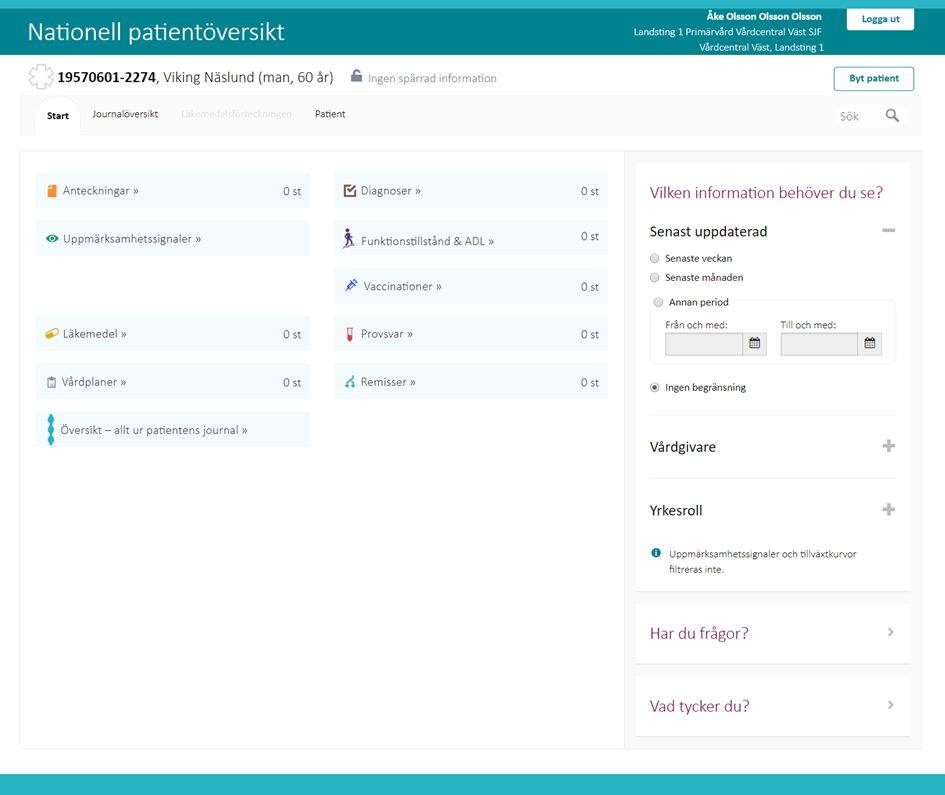 Nationell patientöversikt
Åke Olsson Olsson Olsson
Landsting 1 Primärvård Vårdcentral Väst SJF
Vårdcentral Väst, Landsting 1
Logga ut
19570601-2274, Viking Näslund (man, 60 år)
Ingen spärrad information
Byt patient
Start
Journalöversikt
Läkemedelsförteckningen
Patient
Sök
Anteckningar »
0 st
Diagnoser »
0 st
Uppmärksamhetssignaler »
Funktionstillstånd & ADL »
0 st
Vaccinationer »
0 st
Läkemedel »
0 st
Provsvar »
0 st
Vårdplaner »
0 st
Remisser »
0 st
Översikt – allt ur patientens journal »
Vilken information behöver du se?
Senast uppdaterad
Senaste veckan
Senaste månaden
Annan period
Från och med:
Till och med:
Ingen begränsning
Vårdgivare
Yrkesroll
Uppmärksamhetssignaler och tillväxtkurvor
filtreras inte.
Har du frågor?
Vad tycker du?